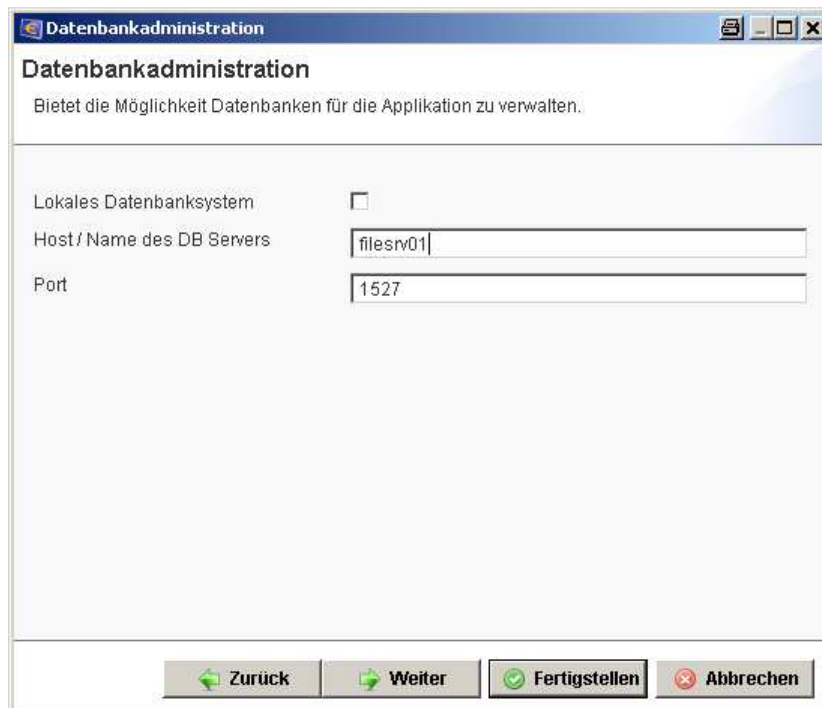 Datenbankadministration
Datenbankadministration
Bietet die Möglichkeit Datenbanken für die Applikation zu verwalten.
Lokales Datenbanksystem
Host / Name des DB Servers filesrv01
Port 1527
Zurück Weiter Fertigstellen Abbrechen